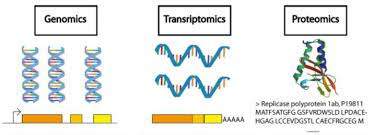 Genomics
Transriptomics
Proteomics
AAAAA
> Replicase polyprotein 1ab, P19811
MATFSATGFG GSFVRDWSLD LPDACE-
HGAG LCCEVDGSTL CAECFRGCEG M